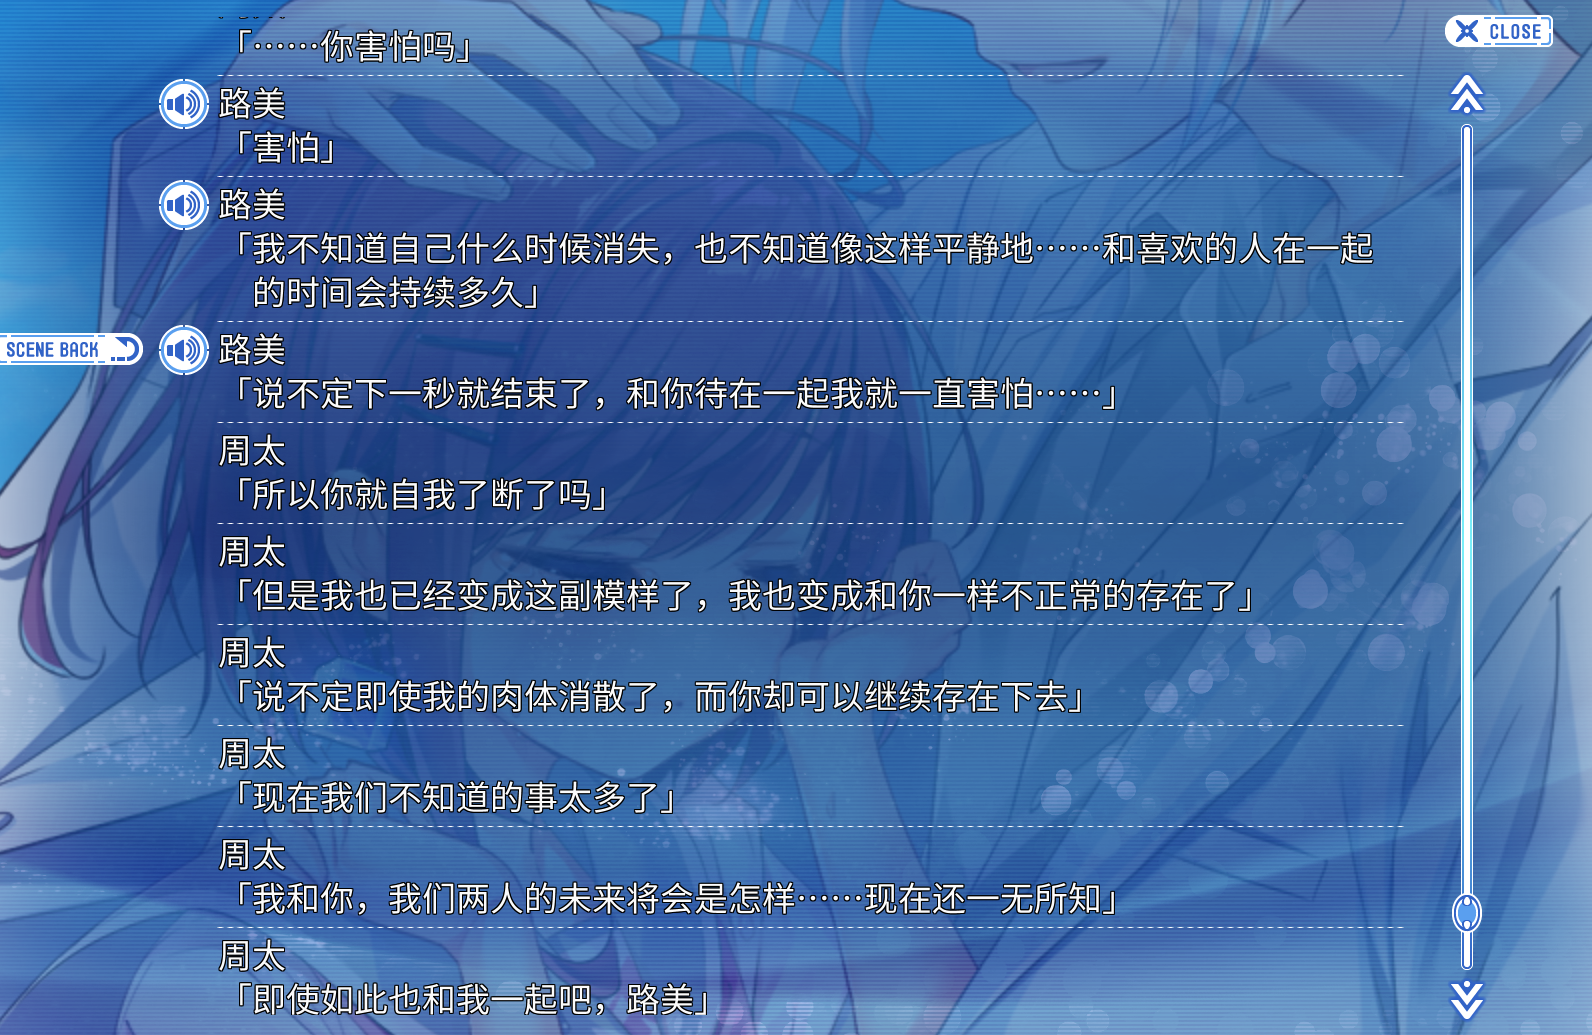 「……你害怕吗」
CLOSE
路美
「害怕」
路美
「我不知道自己什么时候消失，也不知道像这样平静地……和喜欢的人在一起
的时间会持续多久」
SCENE BACK
路美
「说不定下一秒就结束了，和你待在一起我就一直害怕……」
周太
「所以你就自我了断了吗」
周太
「但是我也已经变成这副模样了，我也变成和你一样不正常的存在了」
周太
「说不定即使我的肉体消散了，而你却可以继续存在下去」
周太
「现在我们不知道的事太多了」
周太
「我和你，我们两人的未来将会是怎样……现在还一无所知」
周太
「即使如此也和我一起吧，路美」